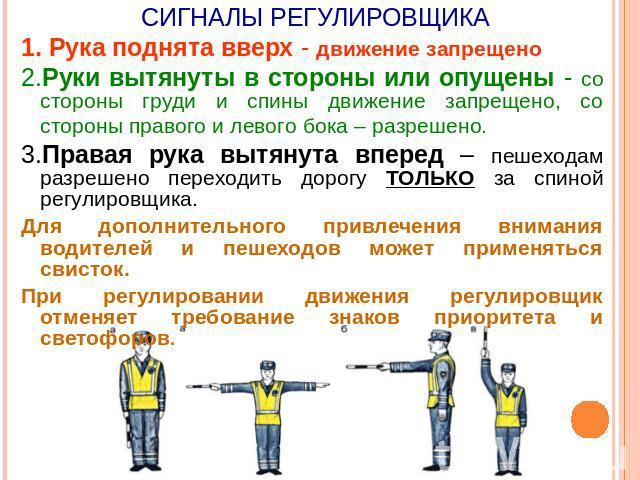 СИГНАЛЫ РЕГУЛИРОВЩИКА
1. Рука поднята вверх - движение запрещено
2.Руки вытянуты в стороны или опущены - со
стороны груди и спины движение запрещено, со
стороны правого и левого бока – разрешено.
3.Правая рука вытянута вперед – пешеходам
разрешено переходить дорогу ТОЛЬКО за спиной
регулировщика.
Для дополнительного привлечения внимания
водителей и пешеходов может применяться
свисток.
При регулировании движения регулировщик
отменяет требование знаков приоритета и
светофоров.
а а б в